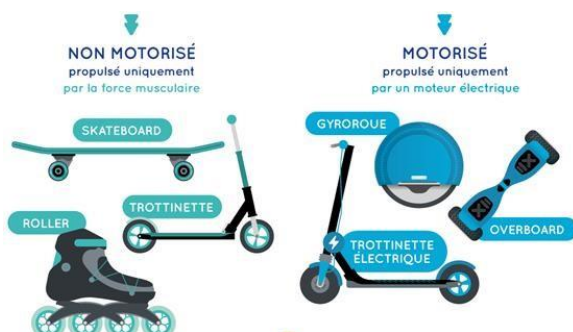 NON MOTORISÉ
propulsé uniquement
par la force musculaire
SKATEBOARD
TROTTINETTE
ROLLER
MOTORISÉ
propulsé uniquement
par un moteur électrique
GYROROUE
OVERBOARD
TROTTINETTE
ÉLECTRIQUE